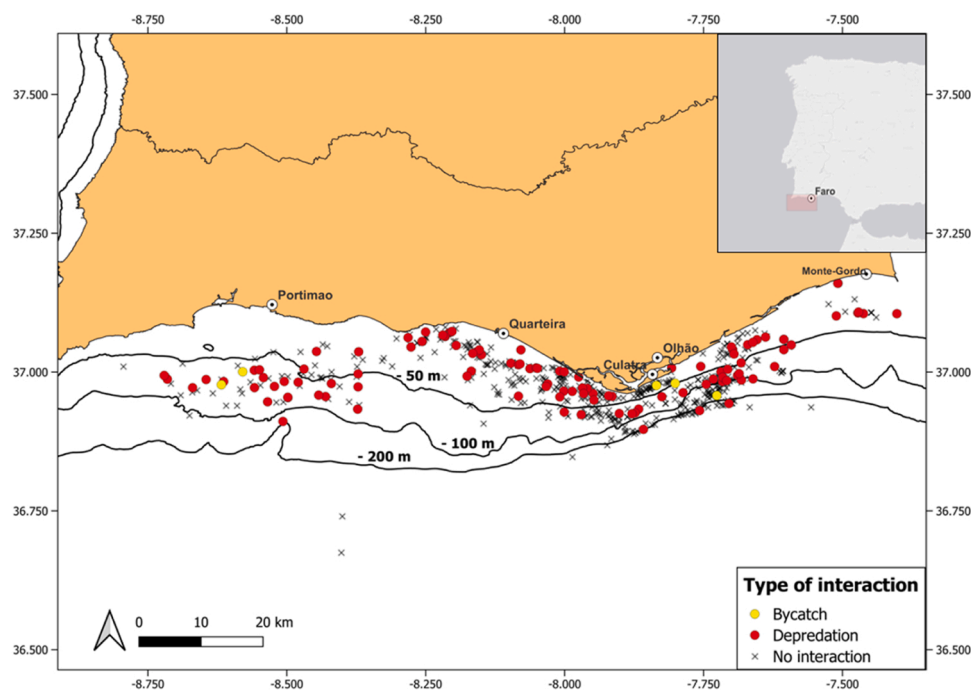 -8.750 -8.500 -8.250 -8.000 -7.750 -7.500
37.500 37.500
Faro
37.250 37.250
Monte-Gordo
Portimao
Quarteira
Olhão
Culatra
37.000 37.000
- 50 m
- 100 m
- 200 m
36.750 36.750
Type of interaction
Bycatch
0 10 20 km
Depredation
No interaction
36.500 36.500
-8.750 -8.500 -8.250 -8.000 -7.750 -7.500